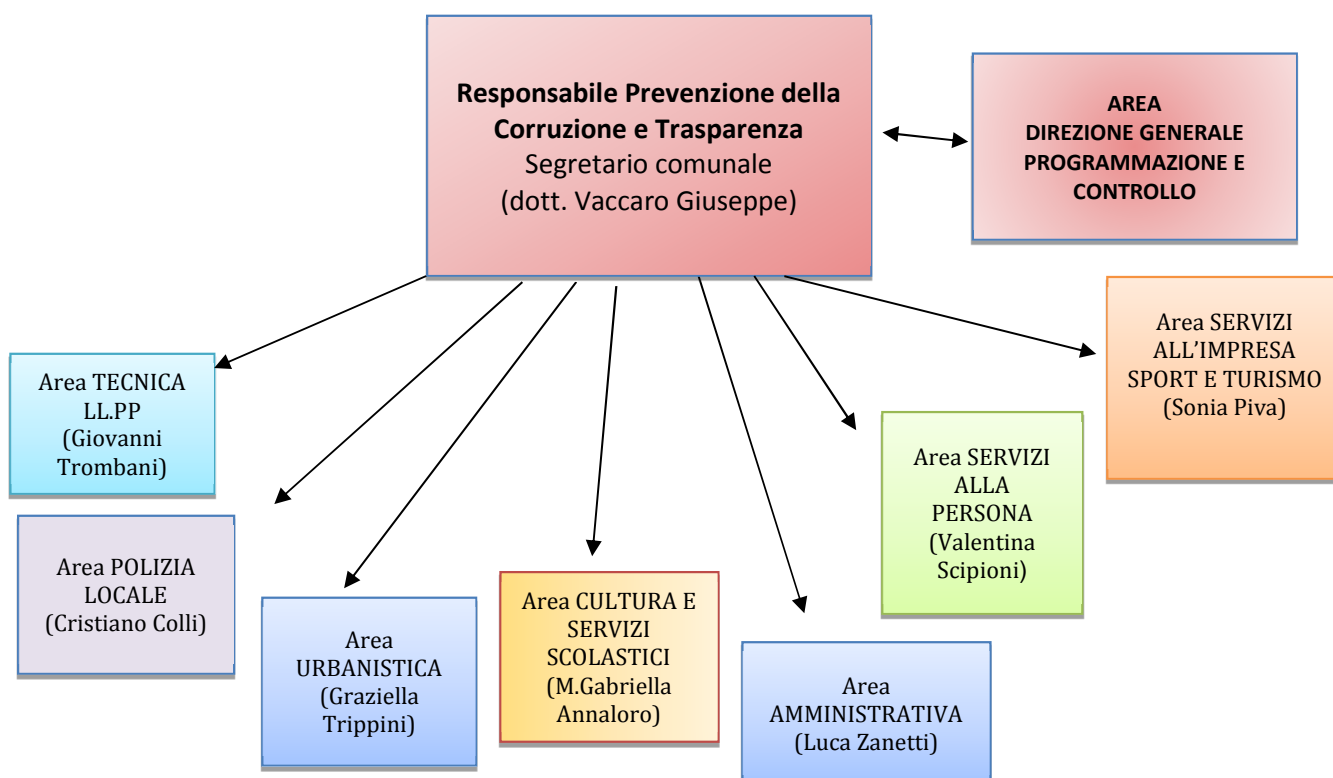 Responsabile Prevenzione della
Corruzione e Trasparenza
Segretario comunale
(dott. Vaccaro Giuseppe)
AREA
DIREZIONE GENERALE
PROGRAMMAZIONE E
CONTROLLO
Area TECNICA
LL.PP
(Giovanni
Trombani)
Area POLIZIA
LOCALE
(Cristiano Colli)
Area
URBANISTICA
(Graziella
Trippini)
Area CULTURA E
SERVIZI
SCOLASTICI
(M.Gabriella
Annaloro)
Area
AMMINISTRATIVA
(Luca Zanetti)
Area SERVIZI
ALLA
PERSONA
(Valentina
Scipioni)
Area SERVIZI
ALL’IMPRESA
SPORT E TURISMO
(Sonia Piva)